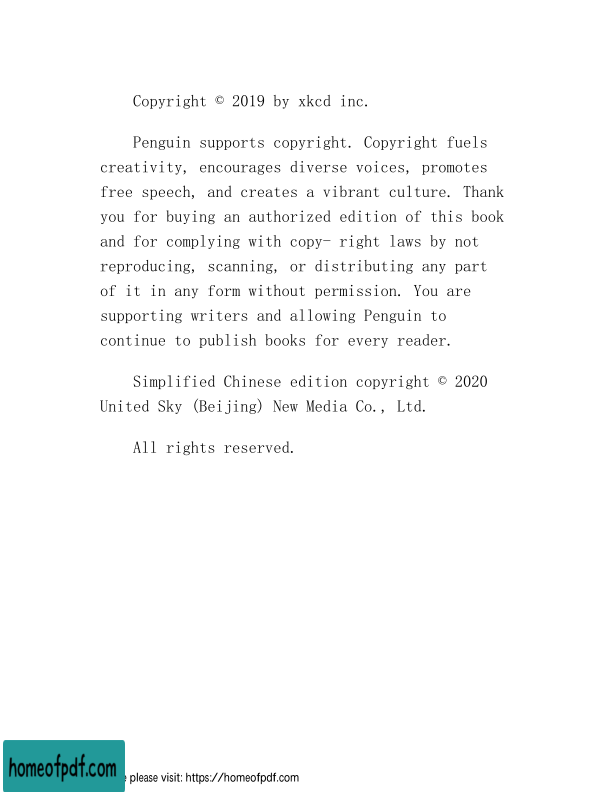 Copyright © 2019 by xkcd inc.
Penguin supports copyright. Copyright fuels
creativity, encourages diverse voices, promotes
free speech, and creates a vibrant culture. Thank
you for buying an authorized edition of this book
and for complying with copy- right laws by not
reproducing, scanning, or distributing any part
of it in any form without permission. You are
supporting writers and allowing Penguin to
continue to publish books for every reader.
Simplified Chinese edition copyright © 2020
United Sky (Beijing) New Media Co., Ltd.
All rights reserved.
homeofpdf.com
please visit: https://homeofpdf.com